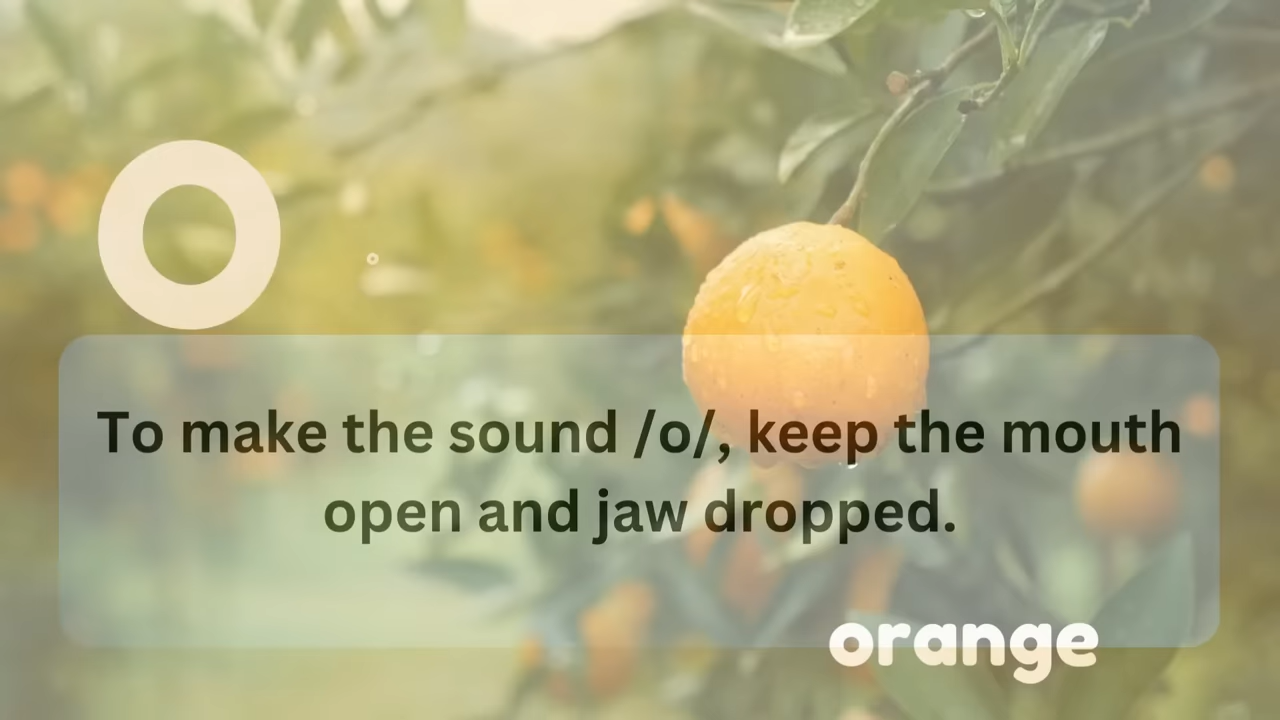 O o
To make the sound /o/, keep the mouth
open and jaw dropped.
orange